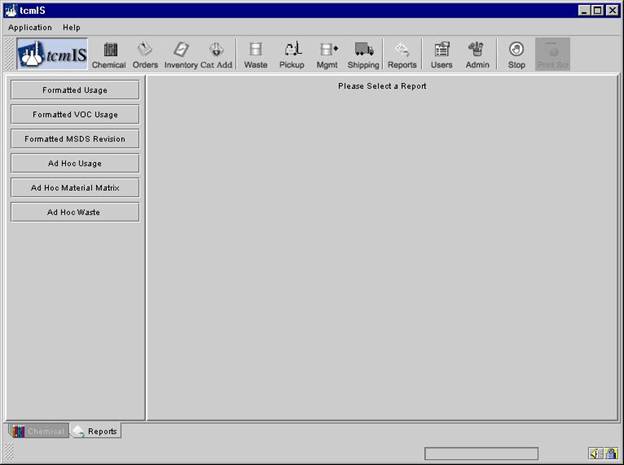 tcmIS
Application Help
tcmIS Chemical Orders Inventory Cat Add Waste Pickup Mgmt Shipping Reports Users Admin Stop Print Scr
Formatted Usage
Please Select a Report
Formatted VOC Usage
Formatted MSDS Revision
Ad Hoc Usage
Ad Hoc Material Matrix
Ad Hoc Waste
Chemical Reports